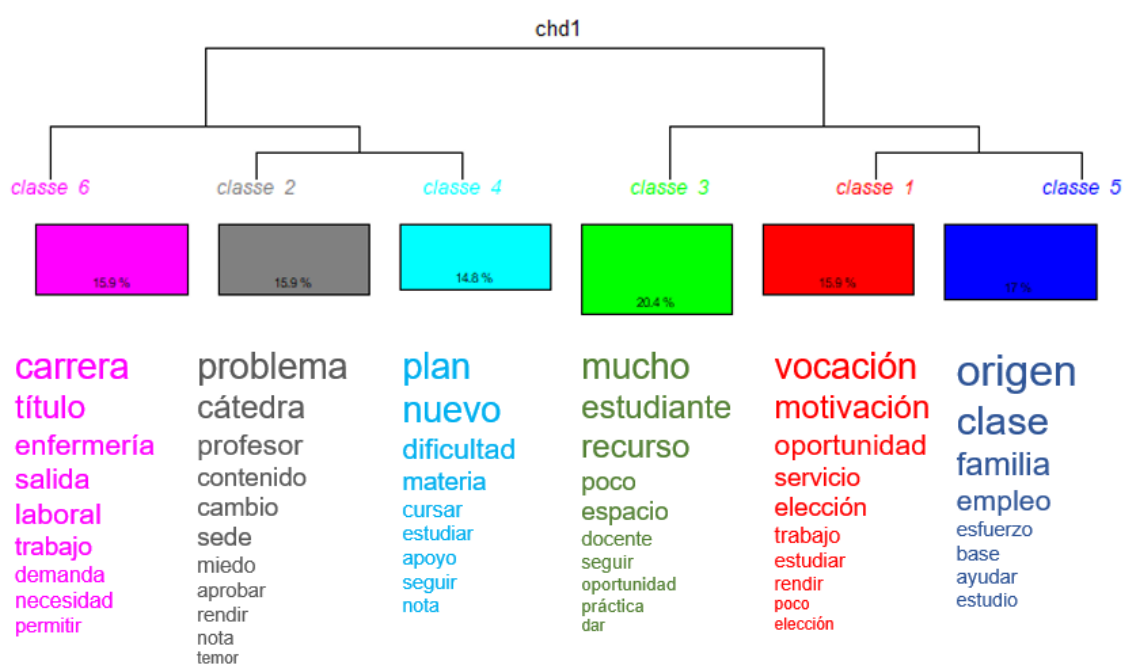 chd1
classe 6
classe 2
classe 4
classe 3
classe 1
classe 5
15.9 %
15.9 %
14.8 %
20.4 %
15.9 %
17 %
carrera
título
enfermería
salida
laboral
trabajo
demanda
necesidad
permitir
problema
cátedra
profesor
contenido
cambio
sede
miedo
aprobar
rendir
nota
temor
plan
nuevo
dificultad
materia
cursar
estudiar
apoyo
seguir
nota
mucho
estudiante
recurso
poco
espacio
docente
seguir
oportunidad
práctica
dar
vocación
motivación
oportunidad
servicio
elección
trabajo
estudiar
rendir
poco
elección
origen
clase
familia
empleo
esfuerzo
base
ayudar
estudio